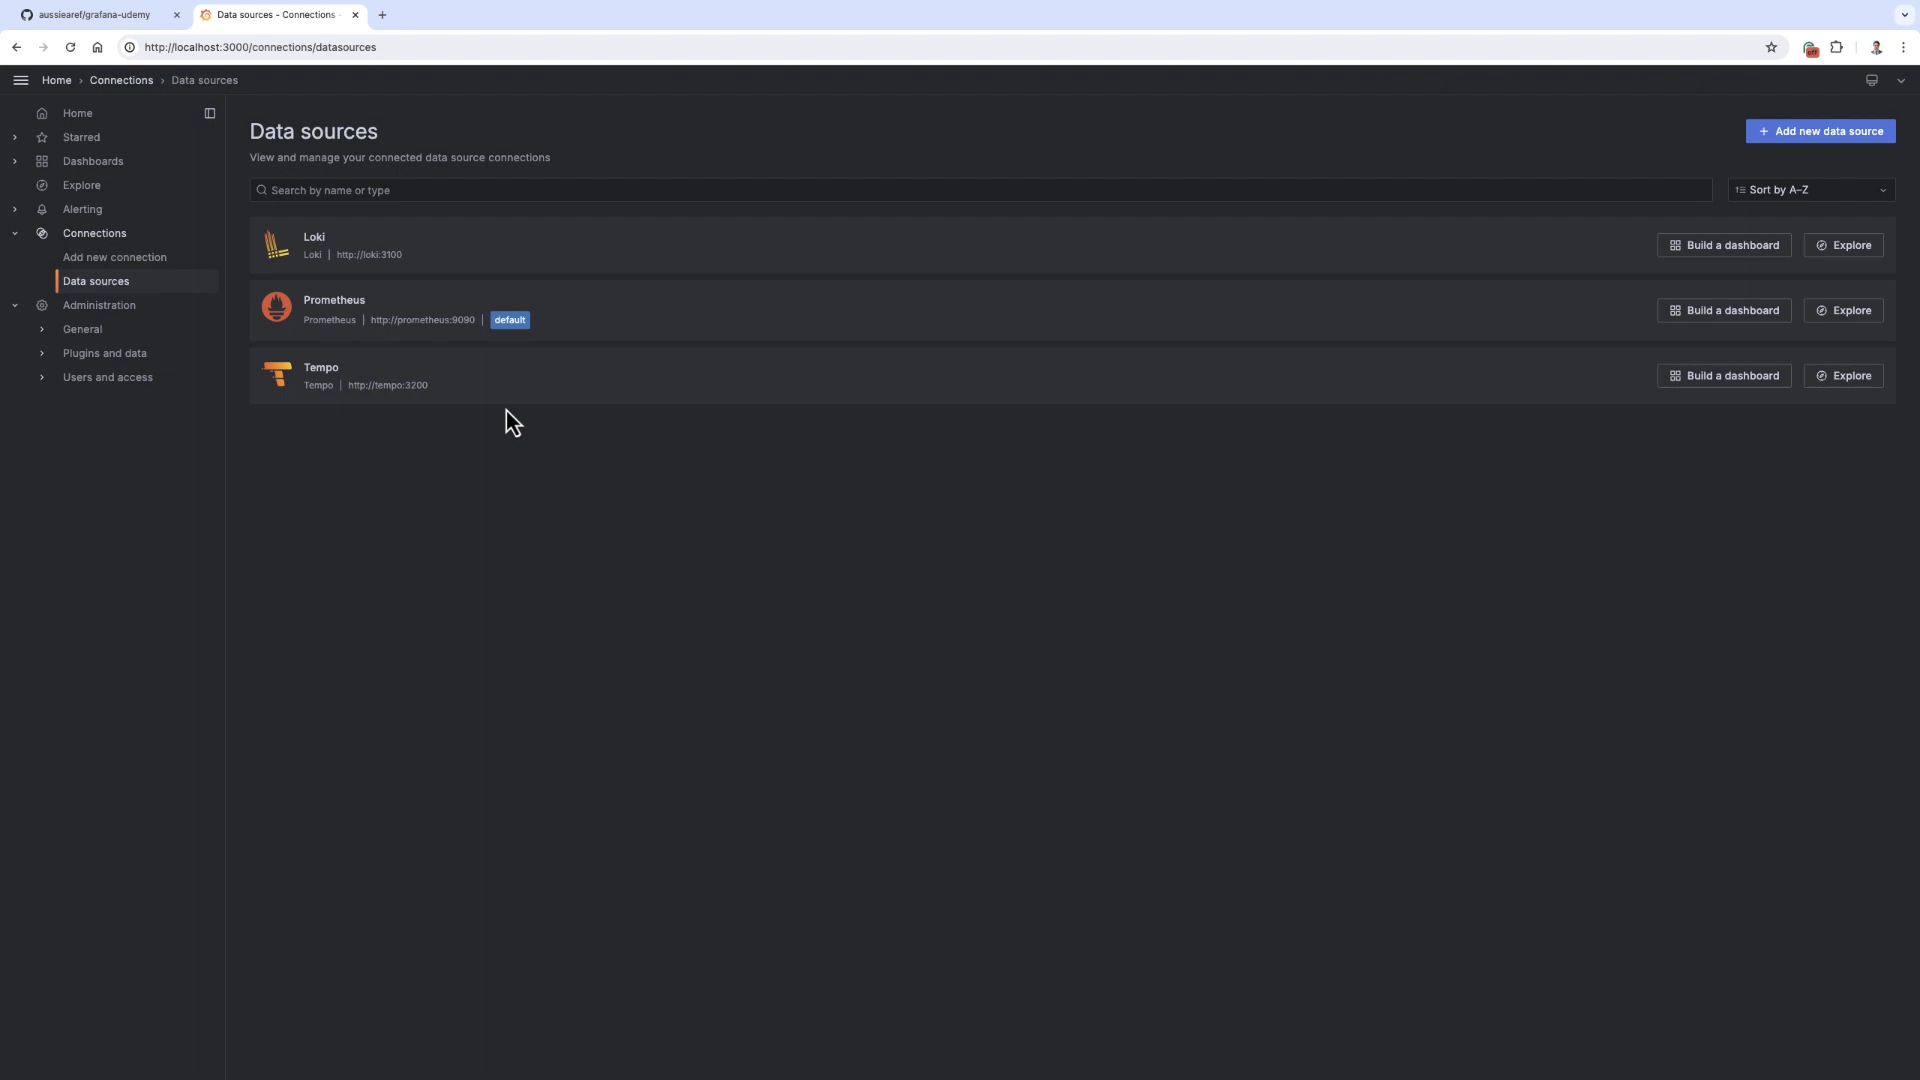 aussiearef/grafana-udemy
Data sources - Connections -
http://localhost:3000/connections/datasources
off
Home › Connections › Data sources
Home
Starred
Dashboards
Explore
Alerting
Connections
Add new connection
Data sources
Administration
General
Plugins and data
Users and access
Data sources
+ Add new data source
View and manage your connected data source connections
Search by name or type
Sort by A–Z
Loki
Loki | http://loki:3100
Build a dashboard
Explore
Prometheus
Prometheus | http://prometheus:9090 | default
Build a dashboard
Explore
Tempo
Tempo | http://tempo:3200
Build a dashboard
Explore